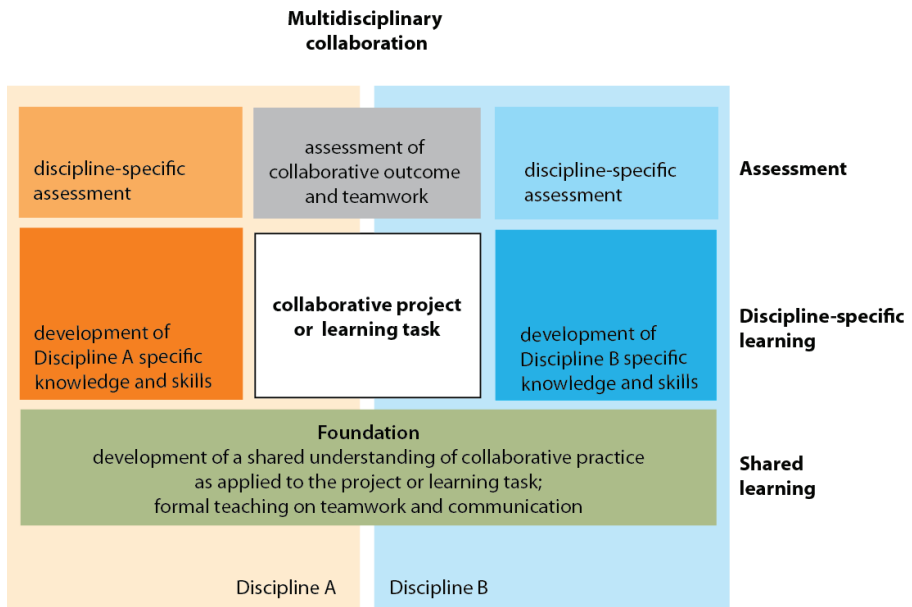 Multidisciplinary
collaboration
discipline-specific
assessment
assessment of
collaborative outcome
and teamwork
discipline-specific
assessment
Assessment
development of
Discipline A specific
knowledge and skills
collaborative project
or learning task
development of
Discipline B specific
knowledge and skills
Discipline-specific
learning
Foundation
development of a shared understanding of collaborative practice
as applied to the project or learning task;
formal teaching on teamwork and communication
Shared
learning
Discipline A
Discipline B